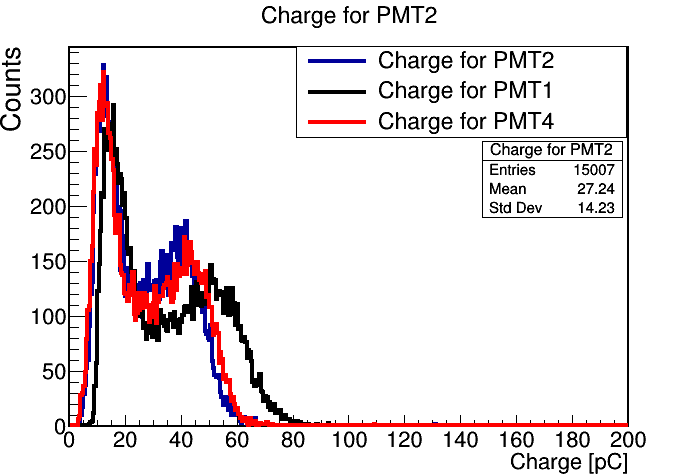 Charge for PMT2
Counts
Charge for PMT2
Charge for PMT1
Charge for PMT4
Charge for PMT2
Entries 15007
Mean 27.24
Std Dev 14.23
300
250
200
150
100
50
0
0 20 40 60 80 100 120 140 160 180 200
Charge [pC]